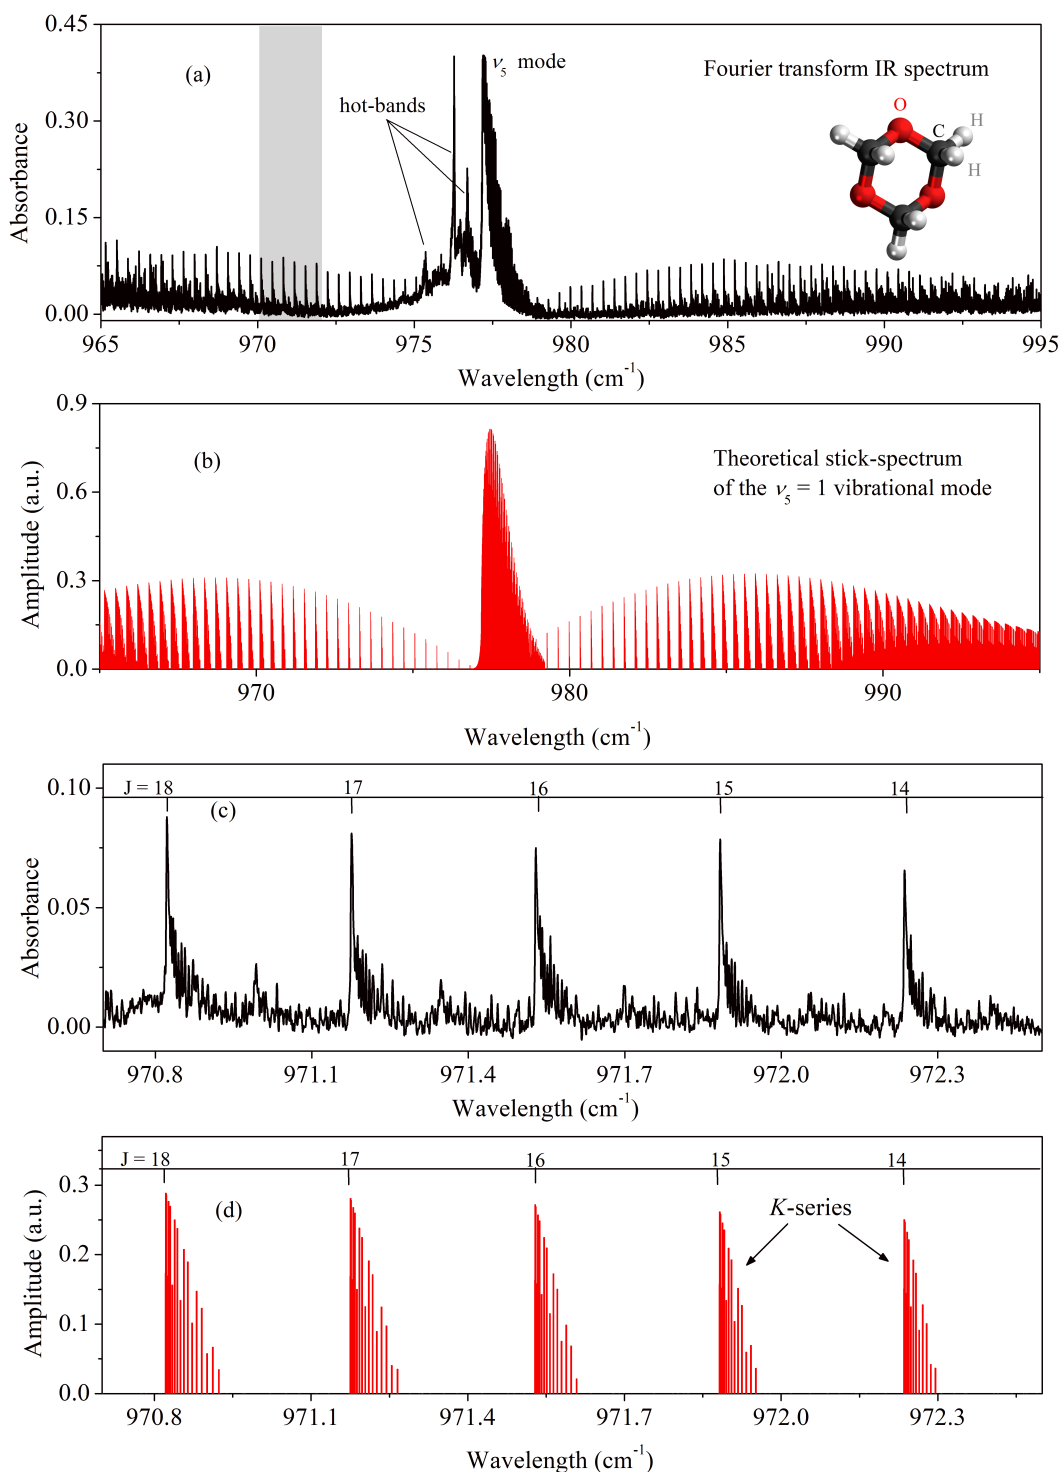 0.45
(a)
ν5 mode
Fourier transform IR spectrum
hot-bands
O
H
C
H
0.30
0.15
0.00
Absorbance
965 970 975 980 985 990 995
Wavelength (cm-1)
0.9
(b)
Theoretical stick-spectrum
of the ν5 = 1 vibrational mode
0.6
0.3
0.0
Amplitude (a.u.)
970 980 990
Wavelength (cm-1)
J = 18 17 16 15 14
0.10
(c)
0.05
0.00
Absorbance
970.8 971.1 971.4 971.7 972.0 972.3
Wavelength (cm-1)
J = 18 17 16 15 14
0.3
(d)
K-series
0.2
0.1
0.0
Amplitude (a.u.)
970.8 971.1 971.4 971.7 972.0 972.3
Wavelength (cm-1)